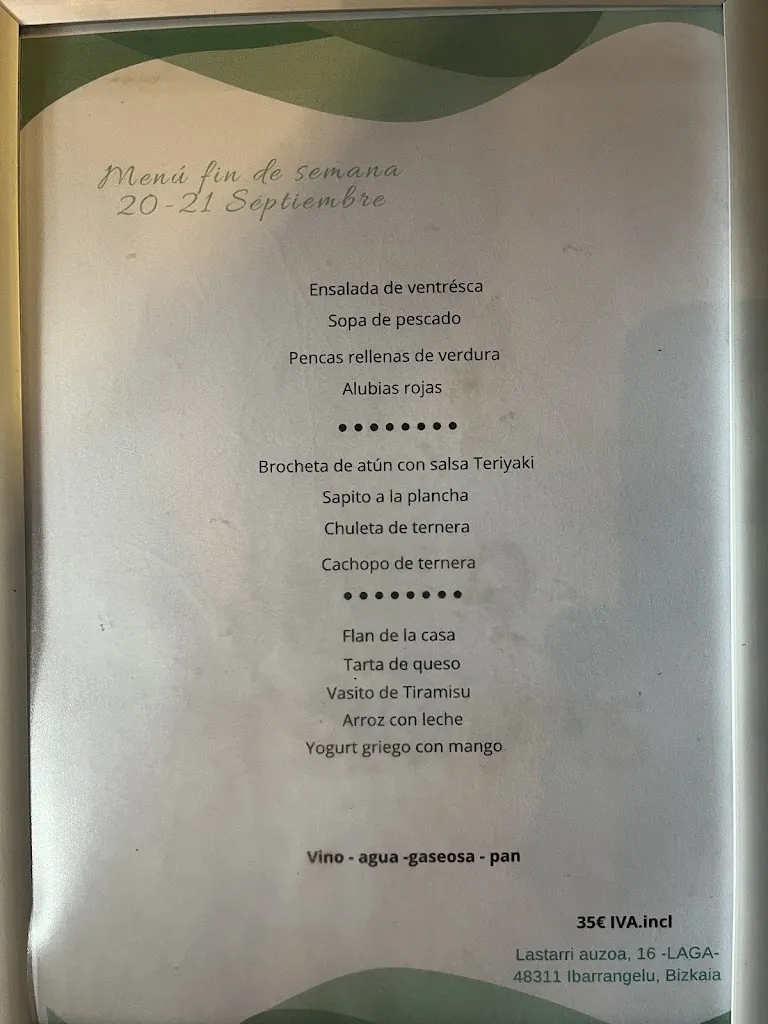 Menú fin de semana
20-21 Septiembre
Ensalada de ventrésca
Sopa de pescado
Pencas rellenas de verdura
Alubias rojas
Brocheta de atún con salsa Teriyaki
Sapito a la plancha
Chuleta de ternera
Cachopo de ternera
Flan de la casa
Tarta de queso
Vasito de Tiramisu
Arroz con leche
Yogurt griego con mango
Vino - agua -gaseosa - pan
35€ IVA.incl
Lastarri auzoa, 16 -LAGA-
48311 Ibarrangelu, Bizkaia